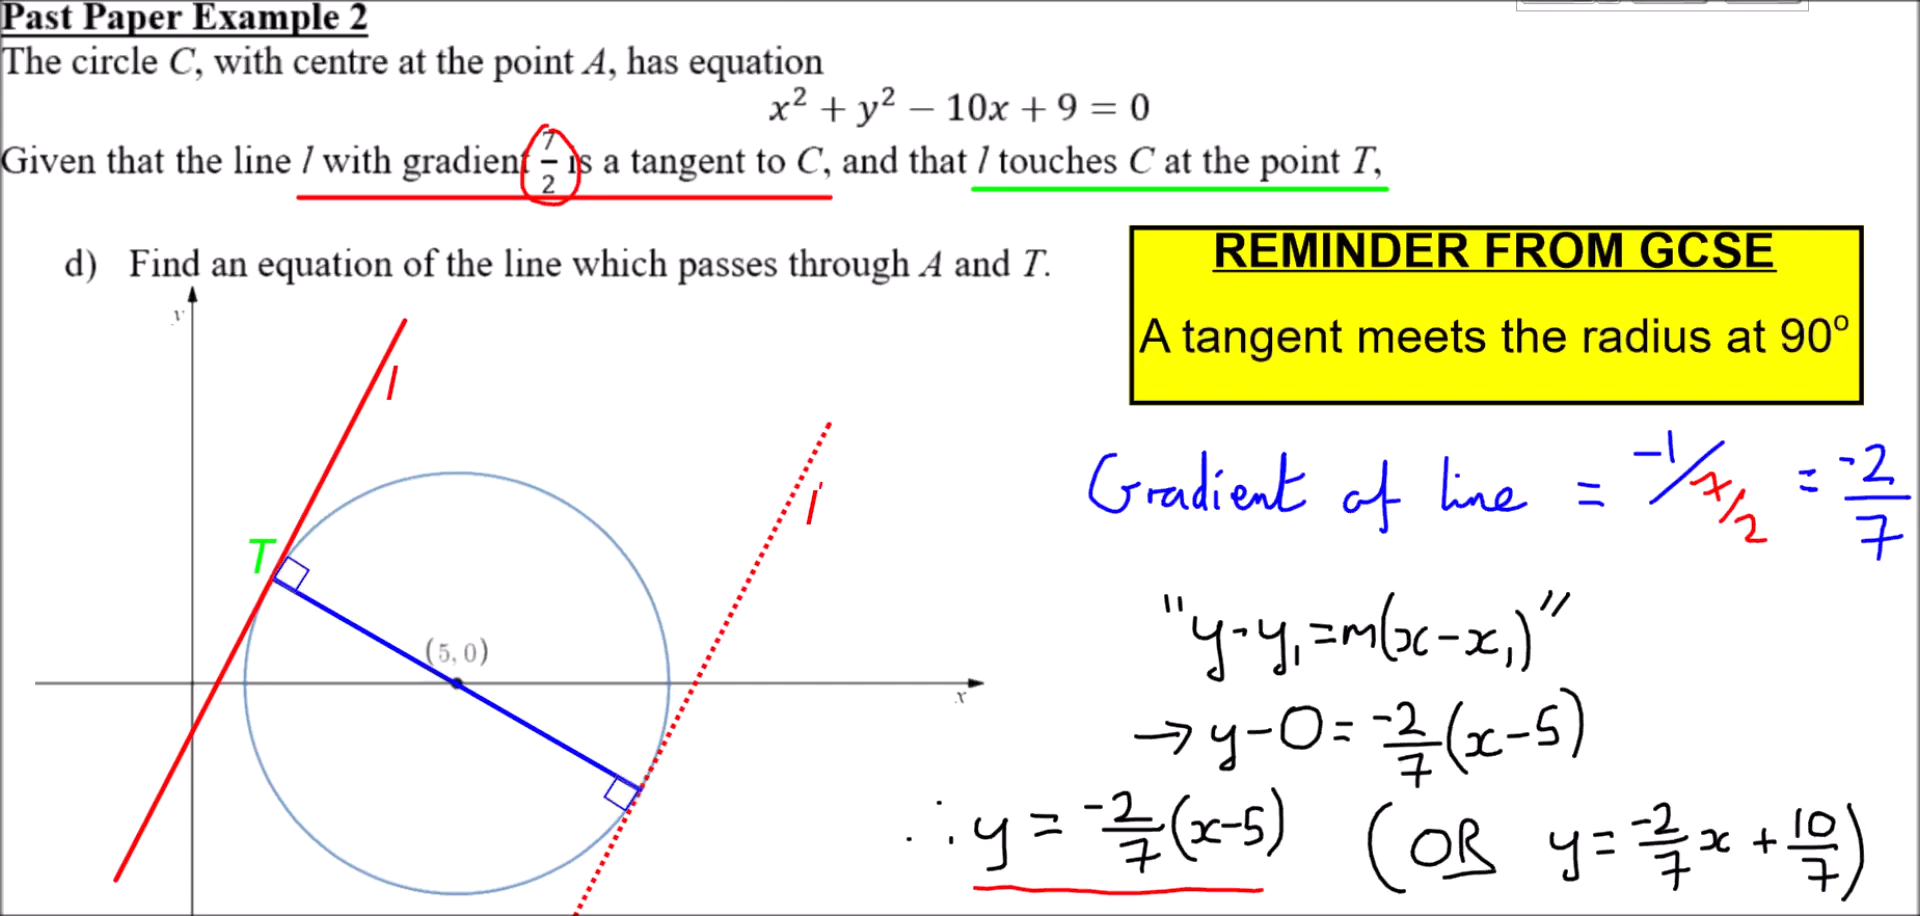 Past Paper Example 2
The circle C, with centre at the point A, has equation
x² + y² − 10x + 9 = 0
Given that the line l with gradient 7/2 is a tangent to C, and that l touches C at the point T,
d) Find an equation of the line which passes through A and T.
REMINDER FROM GCSE
A tangent meets the radius at 90°
y
l
l'
T
(5, 0)
x
Gradient of line = -1/7/2 = -2/7
"y-y₁=m(x-x₁)"
→ y-0 = -2/7(x-5)
∴ y = -2/7(x-5) (OR y = -2/7x + 10/7)